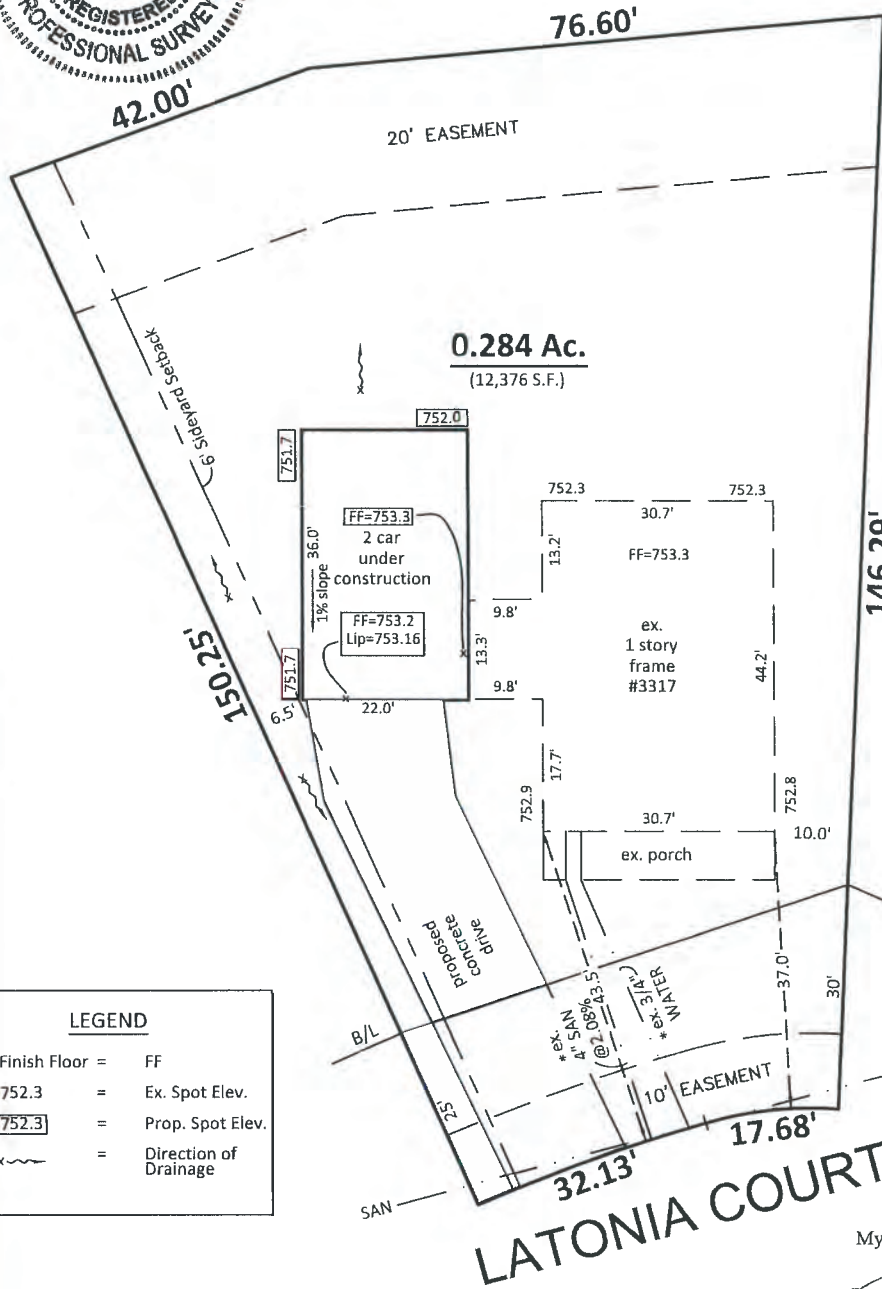 REGISTERED
PROFESSIONAL SURVEY
42.00'
76.60'
20' EASEMENT
0.284 Ac.
(12,376 S.F.)
6' Sideyard Setback
150.25'
146.29'
752.0
751.7
FF=753.3
2 car
under
construction
36.0'
1% slope
FF=753.2
Lip=753.16
751.7
6.5'
22.0'
13.3'
9.8'
9.8'
752.3
752.3
30.7'
13.2'
FF=753.3
ex.
1 story
frame
#3317
44.2'
17.7'
752.9
30.7'
752.8
10.0'
ex. porch
proposed
concrete
drive
B/L
*ex.
4" SAN
(@2.08%
43.5'
*ex. 3/4")
WATER
37.0'
30'
25'
10' EASEMENT
17.68'
32.13'
SAN
LATONIA COURT
My
LEGEND
Finish Floor = FF
752.3 = Ex. Spot Elev.
752.3 = Prop. Spot Elev.
= Direction of
Drainage